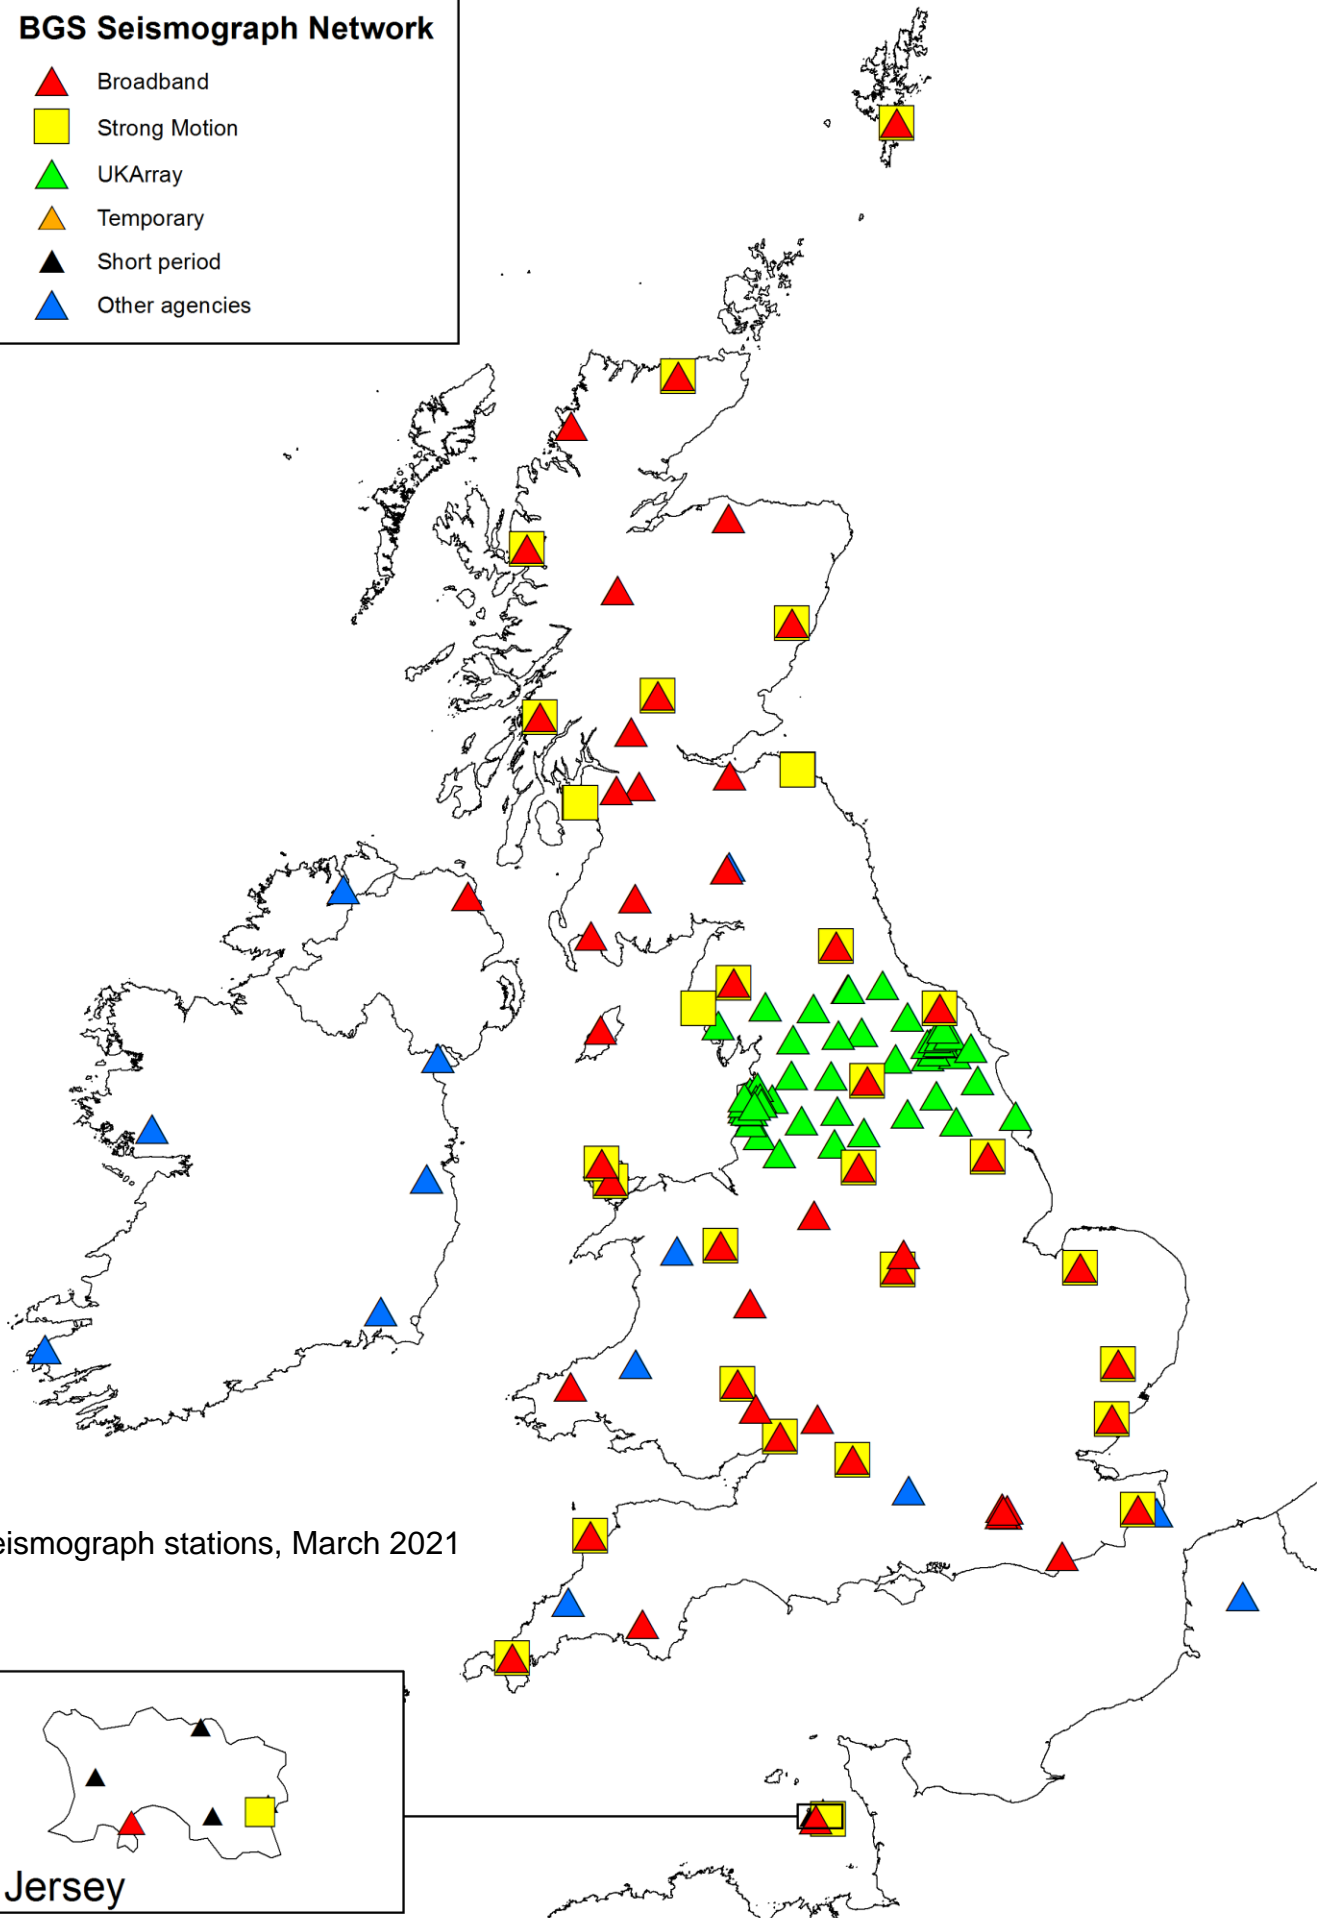 BGS Seismograph Network
Broadband
Strong Motion
UKArray
Temporary
Short period
Other agencies
eismograph stations, March 2021
Jersey